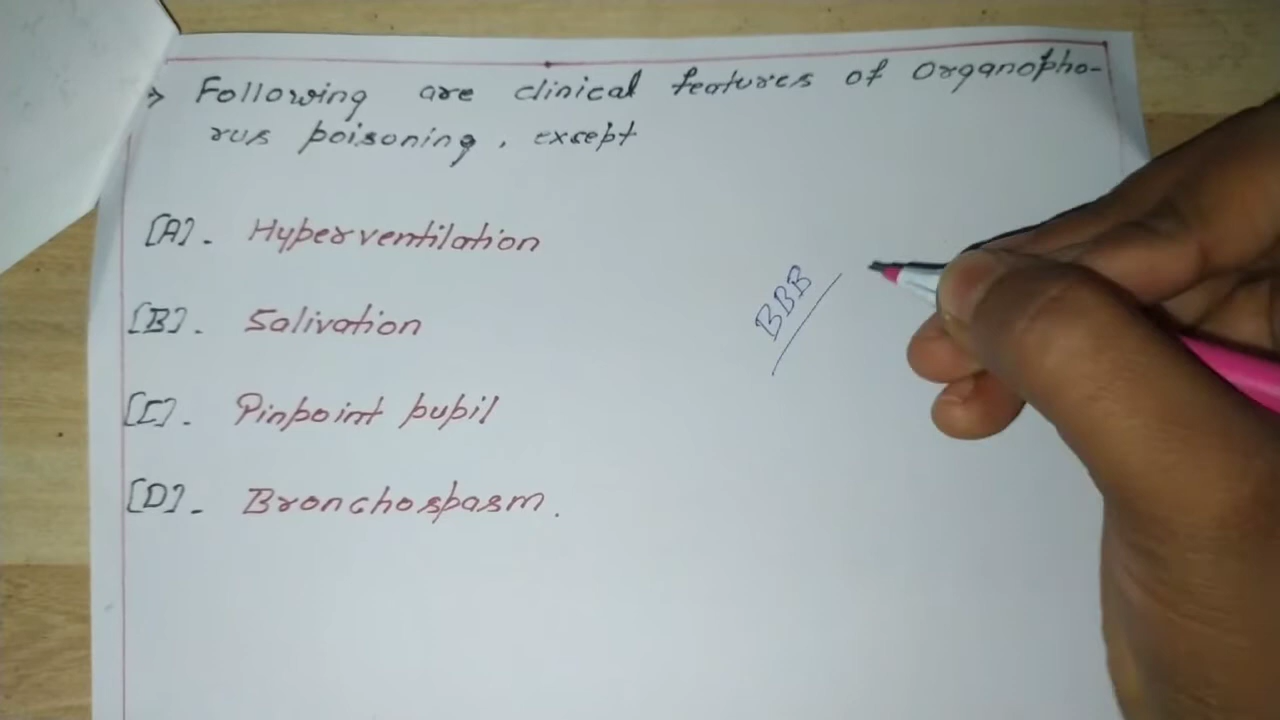 > Following are clinical features of Organopho-
rus poisoning, except
[A]. Hyperventilation
BBB
[B]. Salivation
[C]. Pinpoint pupil
[D]. Bronchospasm.